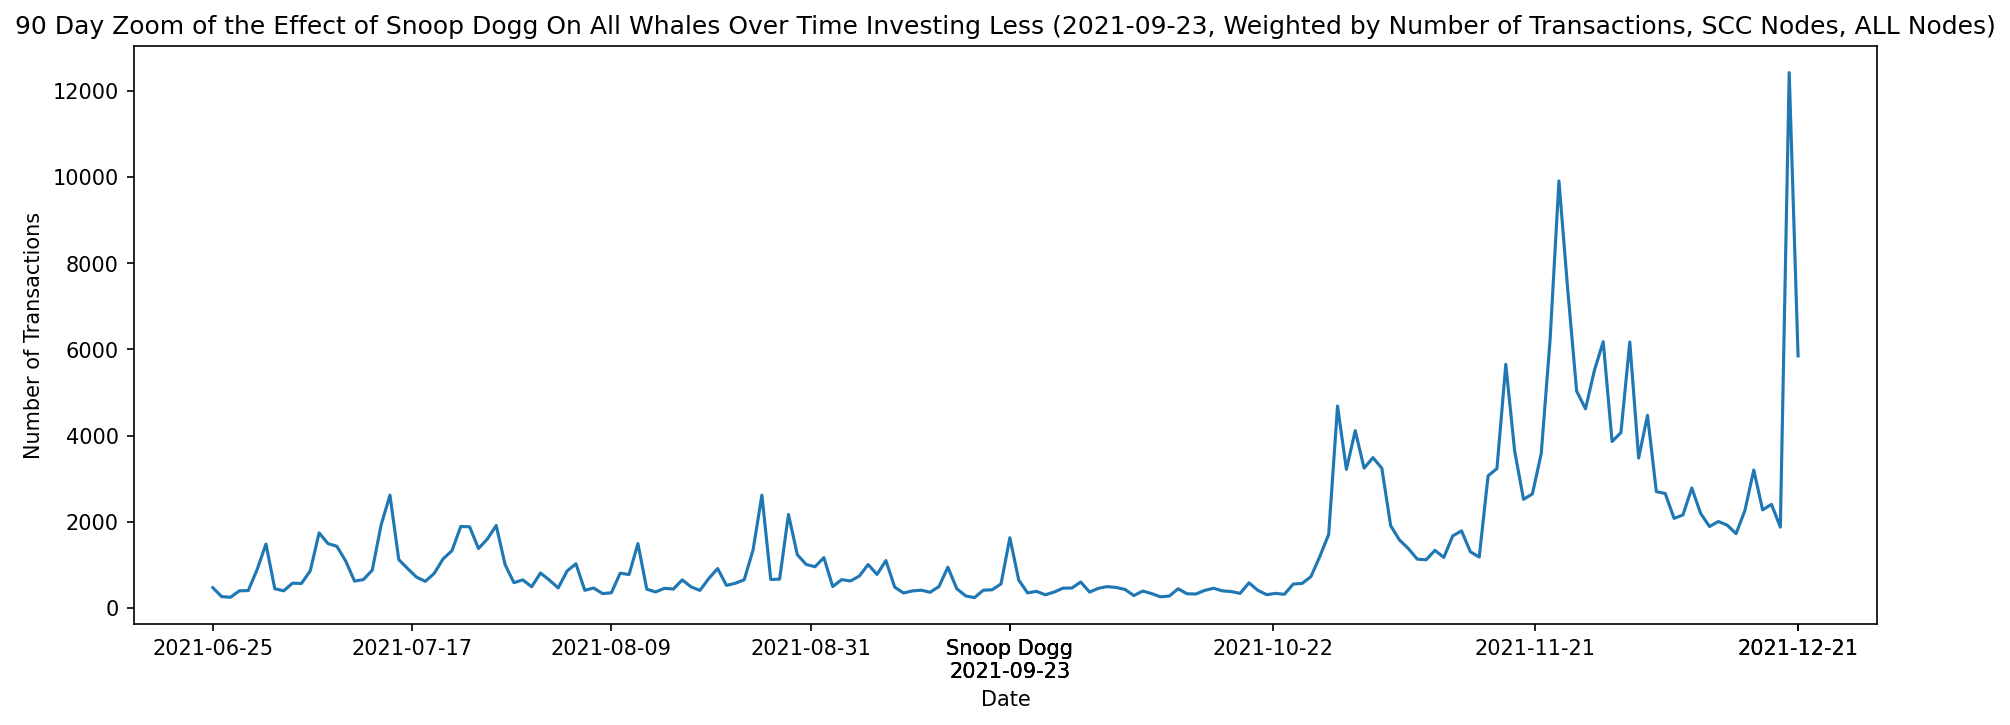 90 Day Zoom of the Effect of Snoop Dogg On All Whales Over Time Investing Less (2021-09-23, Weighted by Number of Transactions, SCC Nodes, ALL Nodes)
Number of Transactions
12000
10000
8000
6000
4000
2000
0
2021-06-25 2021-07-17 2021-08-09 2021-08-31 Snoop Dogg 2021-10-22 2021-11-21 2021-12-21
2021-09-23
Date